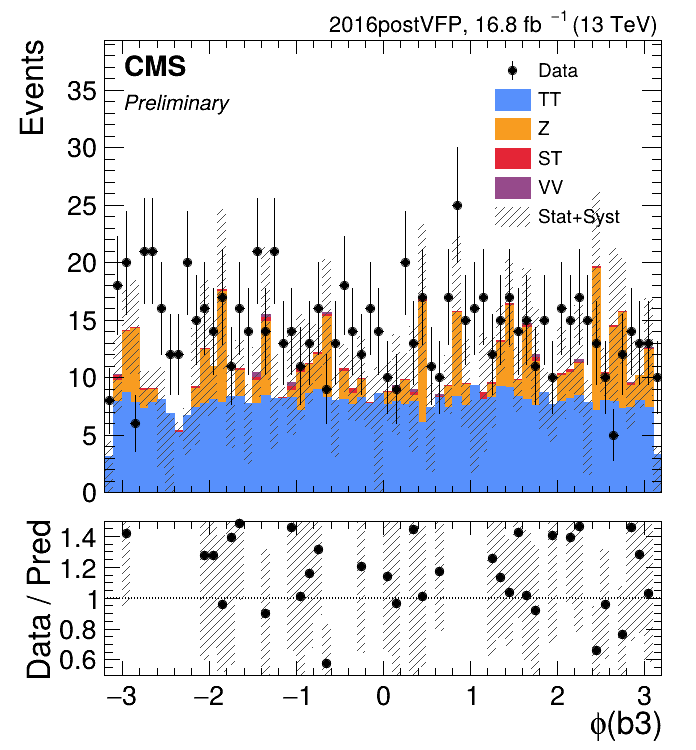 2016postVFP, 16.8 fb⁻¹ (13 TeV)
CMS
Preliminary
Data
TT
Z
ST
VV
Stat+Syst
Events
35
30
25
20
15
10
5
0
Data / Pred
1.4
1.2
1
0.8
0.6
−3 −2 −1 0 1 2 3
ϕ(b3)